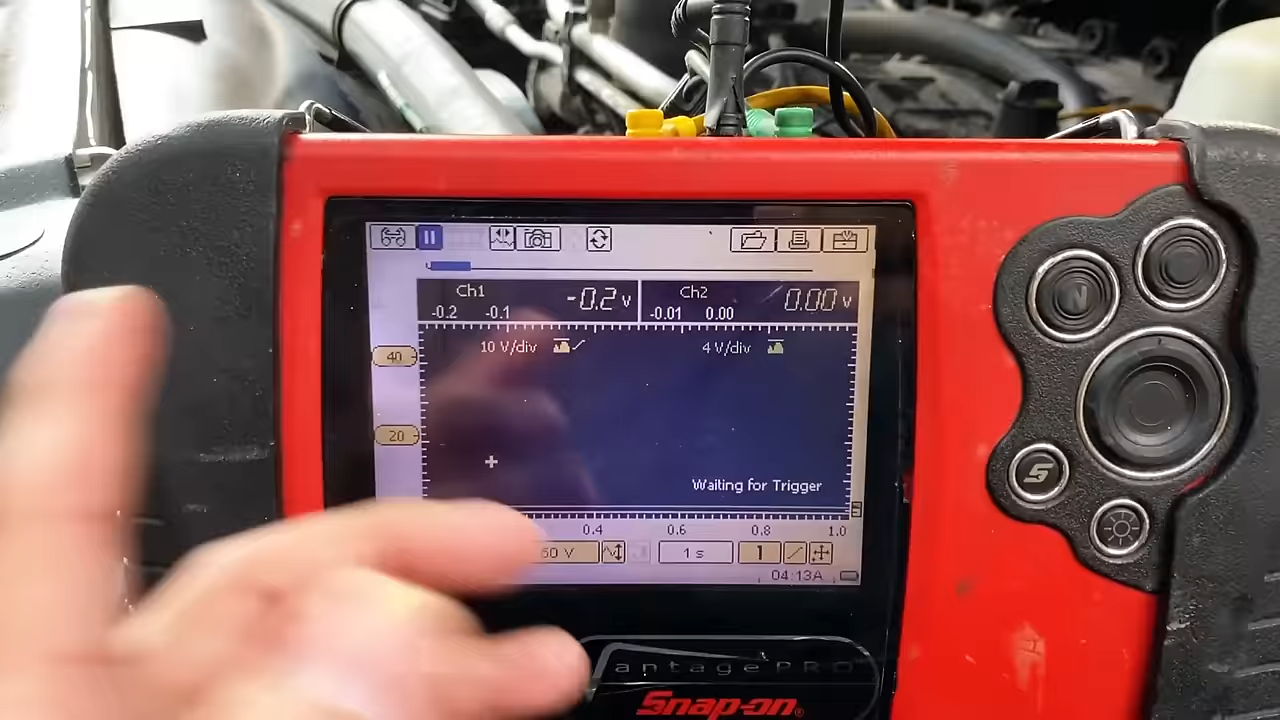 Ch1
-0.2 -0.1 -0.2 v
Ch2
-0.01 0.00 0.00 v
10 V/div
4 V/div
40
20
Waiting for Trigger
0.4 0.6 0.8 1.0
60 V
1 s
1
04:13A
N
S
antagePRO
Snap-on®